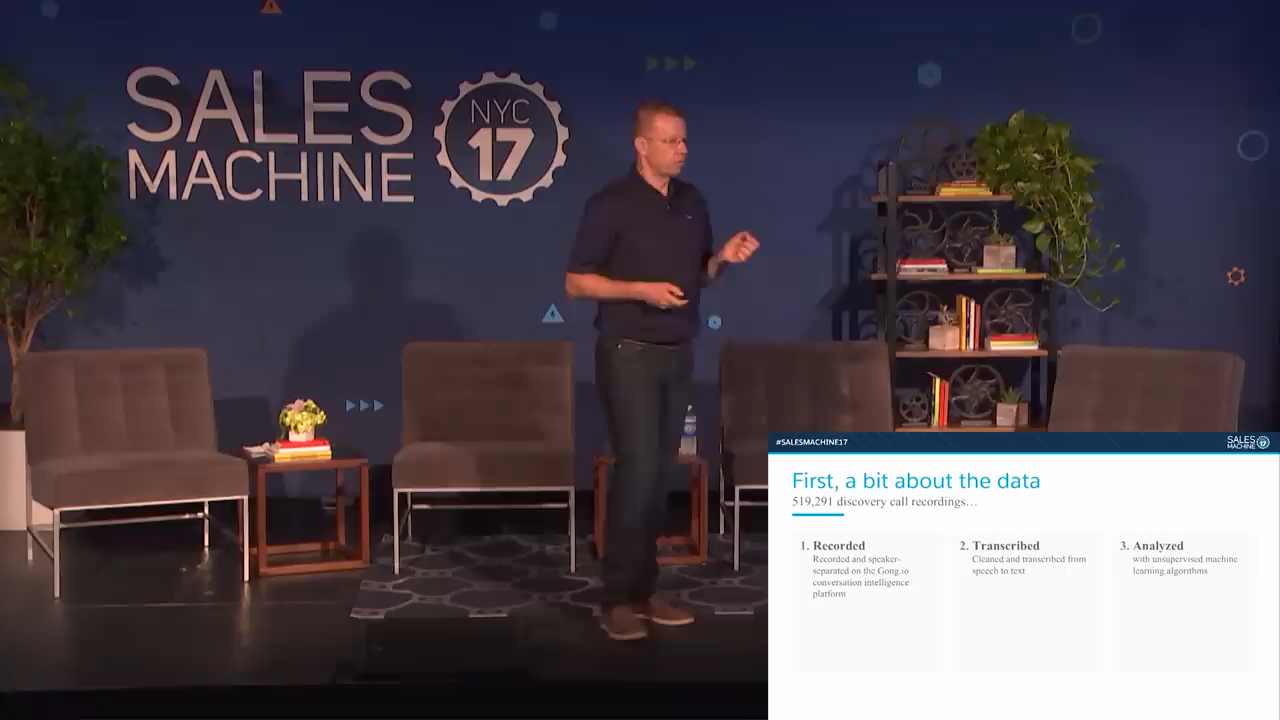 SALES
MACHINE
NYC
17
#SALESMACHINE17
SALES
MACHINE
17
First, a bit about the data
519,291 discovery call recordings…
1. Recorded
Recorded and speaker-
separated on the Gong.io
conversation intelligence
platform
2. Transcribed
Cleaned and transcribed from
speech to text
3. Analyzed
with unsupervised machine
learning algorithms